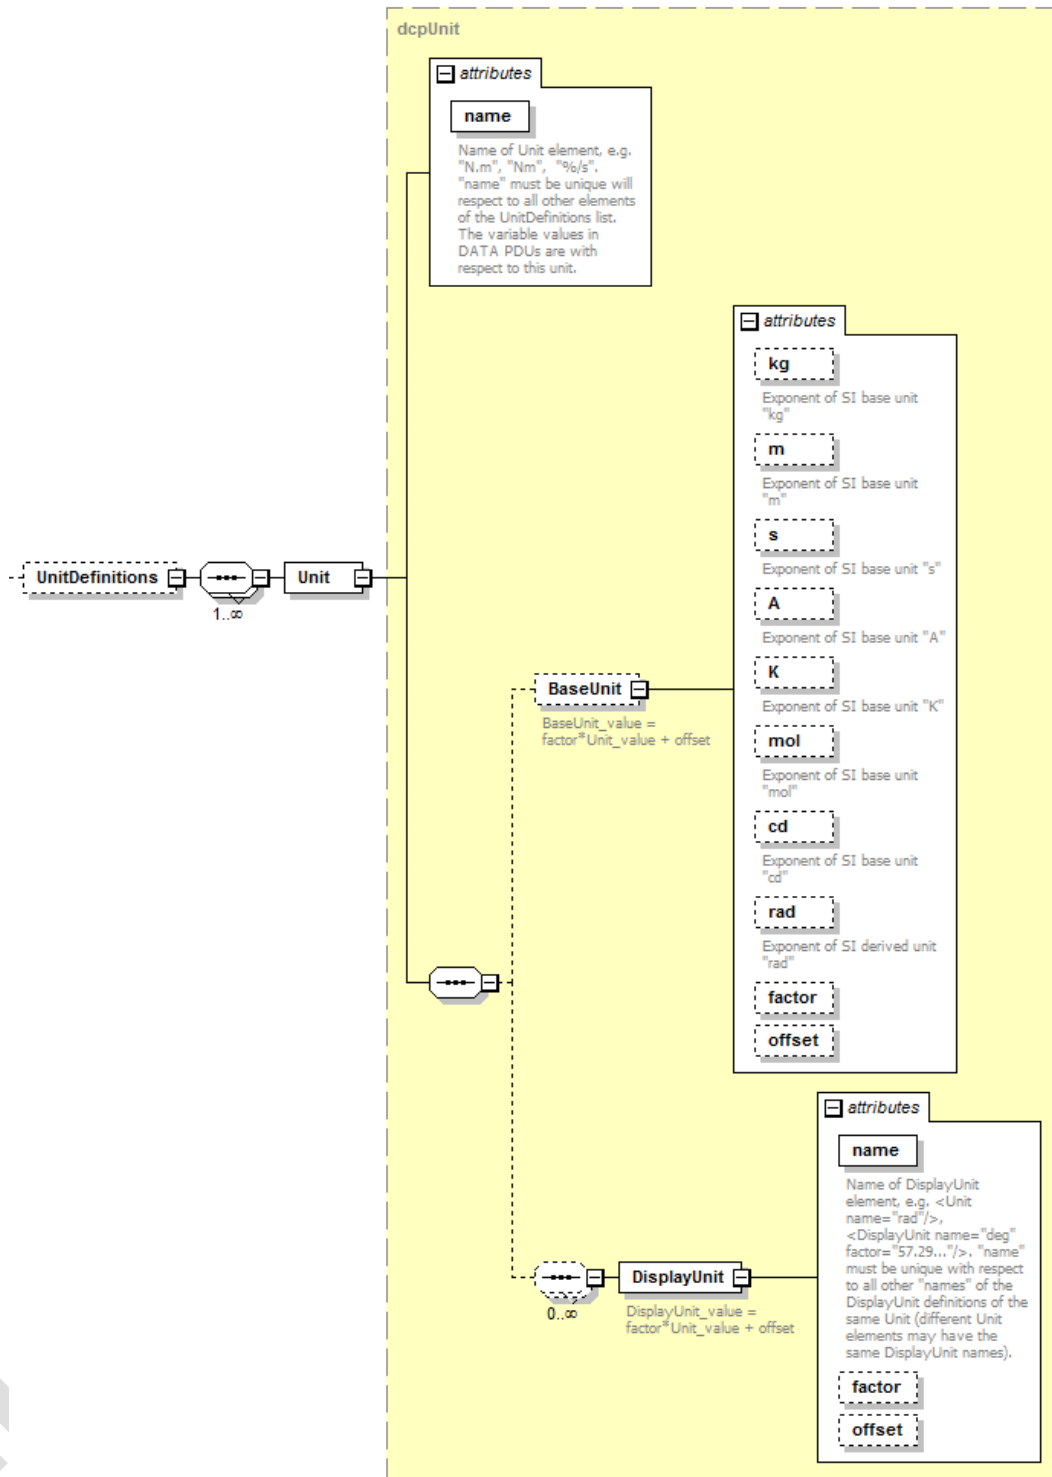 dcpUnit
attributes
name
Name of Unit element, e.g.
"N.m", "Nm", "%/s".
"name" must be unique will
respect to all other elements
of the UnitDefinitions list.
The variable values in
DATA PDUs are with
respect to this unit.
attributes
kg
Exponent of SI base unit
"kg"
m
Exponent of SI base unit
"m"
s
Exponent of SI base unit "s"
A
Exponent of SI base unit "A"
K
Exponent of SI base unit "K"
mol
Exponent of SI base unit
"mol"
cd
Exponent of SI base unit
"cd"
rad
Exponent of SI derived unit
"rad"
factor
offset
UnitDefinitions
1..∞
Unit
BaseUnit
BaseUnit_value =
factor*Unit_value + offset
attributes
name
Name of DisplayUnit
element, e.g. <Unit
name="rad"/>,
<DisplayUnit name="deg"
factor="57.29..."/>. "name"
must be unique with respect
to all other "names" of the
DisplayUnit definitions of the
same Unit (different Unit
elements may have the
same DisplayUnit names).
factor
offset
0..∞
DisplayUnit
DisplayUnit_value =
factor*Unit_value + offset